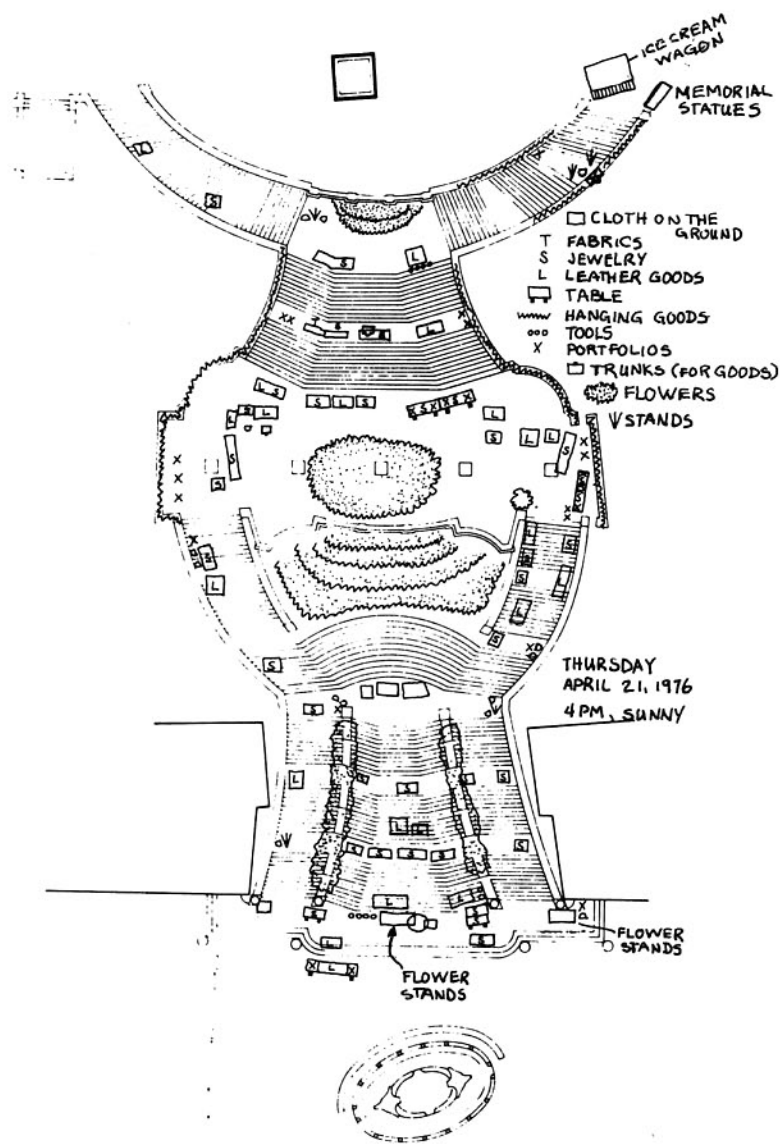 ICE CREAM
WAGON
MEMORIAL
STATUES
CLOTH ON THE
GROUND
T FABRICS
S JEWELRY
L LEATHER GOODS
TABLE
HANGING GOODS
TOOLS
X PORTFOLIOS
TRUNKS (FOR GOODS)
FLOWERS
STANDS
THURSDAY
APRIL 21, 1976
4PM, SUNNY
FLOWER
STANDS
FLOWER
STANDS